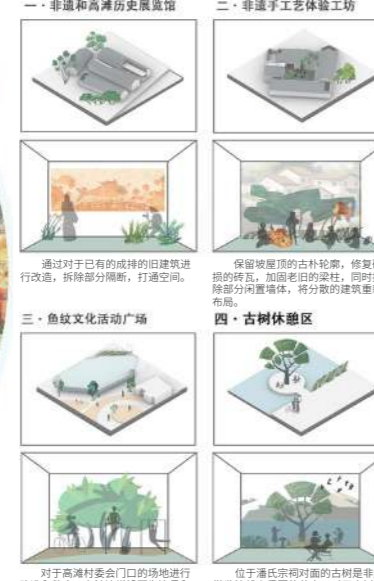 一·非遗和高滩历史展览馆
二·非遗手工艺体验工坊
通过对于已有的成排的旧建筑进
行改造，拆除部分隔断，打通空间。
保留坡屋顶的古朴轮廓，修复破
损的砖瓦，加固老旧的梁柱，同时
除部分闲置墙体，将分散的建筑重
布局。
三·鱼纹文化活动广场
四·古树休憩区
对于高滩村委会门口的场地进行
位于潘氏宗祠对面的古树是非